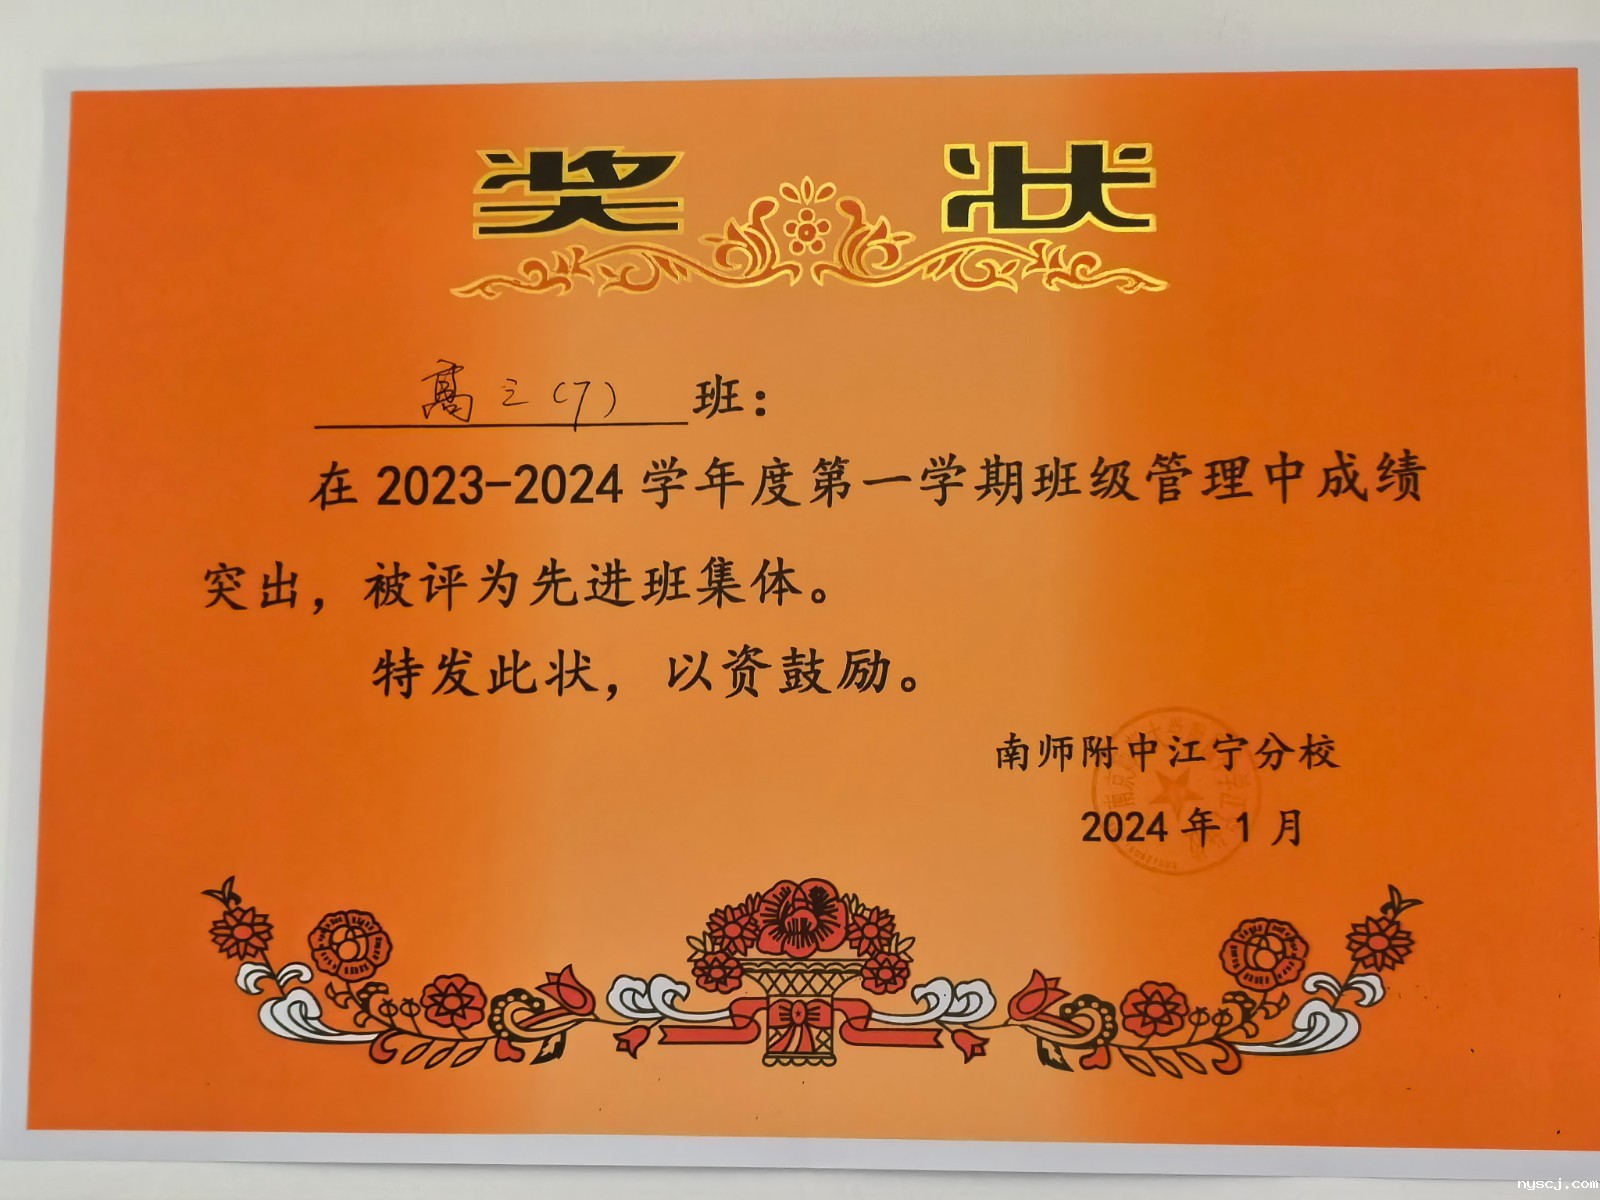 奖状
高三(7)班：
在2023-2024学年度第一学期班级管理中成绩
突出，被评为先进班集体。
特发此状，以资鼓励。
南师附中江宁分校
2024年1月
nyscj.com